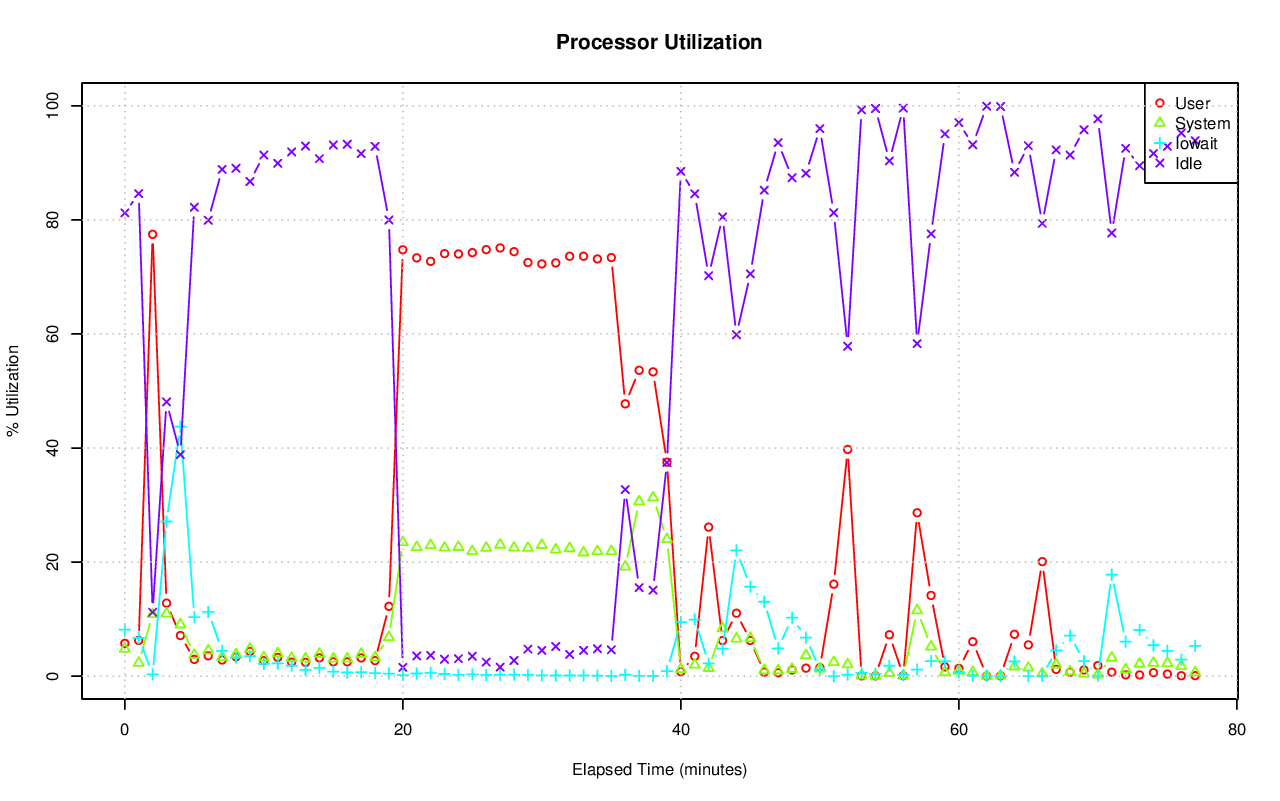 Processor Utilization
100
80
60
40
20
0
% Utilization
User
System
Iowait
Idle
0
20
40
60
80
Elapsed Time (minutes)